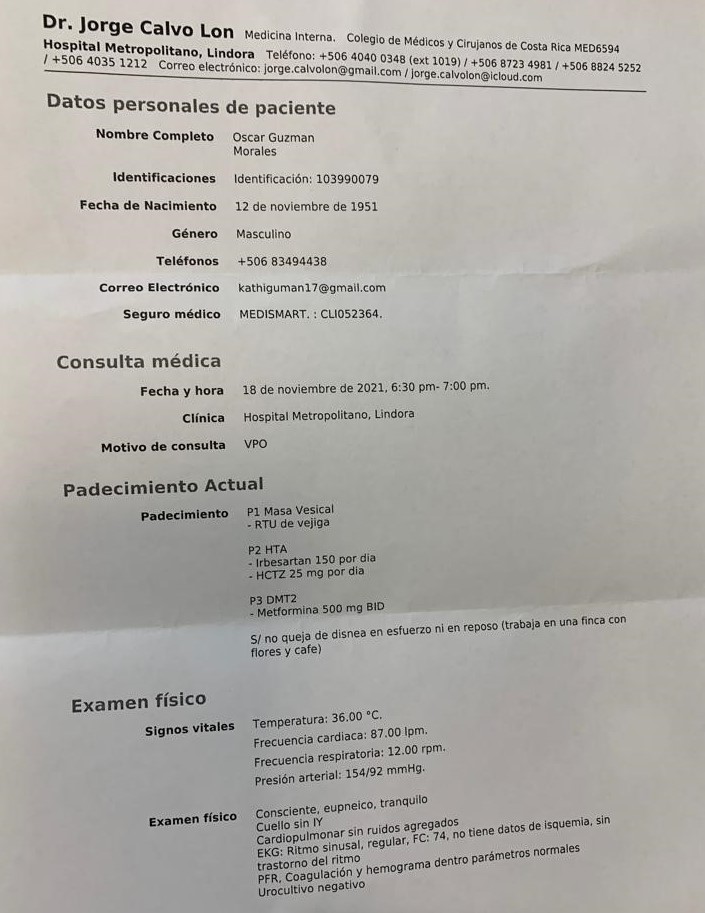 Dr. Jorge Calvo Lon Medicina Interna. Colegio de Médicos y Cirujanos de Costa Rica MED6594
Hospital Metropolitano, Lindora Teléfono: +506 4040 0348 (ext 1019) / +506 8723 4981 / +506 8824 5252
/ +506 4035 1212 Correo electrónico: jorge.calvolon@gmail.com / jorge.calvolon@icloud.com
Datos personales de paciente
Nombre Completo Oscar Guzman
Morales
Identificaciones Identificación: 103990079
Fecha de Nacimiento 12 de noviembre de 1951
Género Masculino
Teléfonos +506 83494438
Correo Electrónico kathiguman17@gmail.com
Seguro médico MEDISMART. : CLI052364.
Consulta médica
Fecha y hora 18 de noviembre de 2021, 6:30 pm- 7:00 pm.
Clínica Hospital Metropolitano, Lindora
Motivo de consulta VPO
Padecimiento Actual
Padecimiento P1 Masa Vesical
- RTU de vejiga
P2 HTA
- Irbesartan 150 por dia
- HCTZ 25 mg por dia
P3 DMT2
- Metformina 500 mg BID
S/ no queja de disnea en esfuerzo ni en reposo (trabaja en una finca con
flores y cafe)
Examen físico
Signos vitales Temperatura: 36.00 °C.
Frecuencia cardiaca: 87.00 lpm.
Frecuencia respiratoria: 12.00 rpm.
Presión arterial: 154/92 mmHg.
Examen físico Consciente, eupneico, tranquilo
Cuello sin IY
Cardiopulmonar sin ruidos agregados
EKG: Ritmo sinusal, regular, FC: 74, no tiene datos de isquemia, sin
trastorno del ritmo
PFR, Coagulación y hemograma dentro parámetros normales
Urocultivo negativo